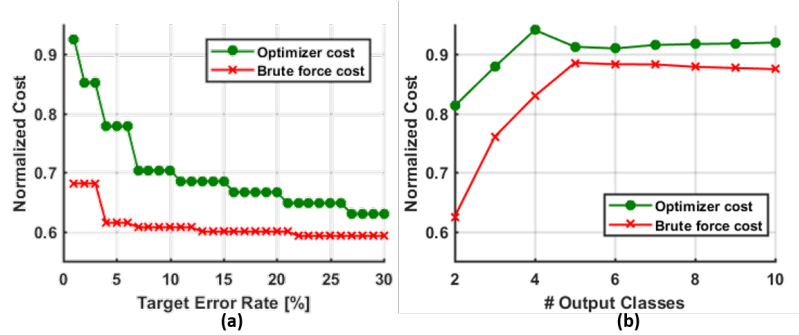 0.9
0.8
0.7
0.6
Normalized Cost
Optimizer cost
Brute force cost
0 5 10 15 20 25 30
Target Error Rate [%]
(a)
0.9
0.8
0.7
0.6
Normalized Cost
Optimizer cost
Brute force cost
2 4 6 8 10
# Output Classes
(b)